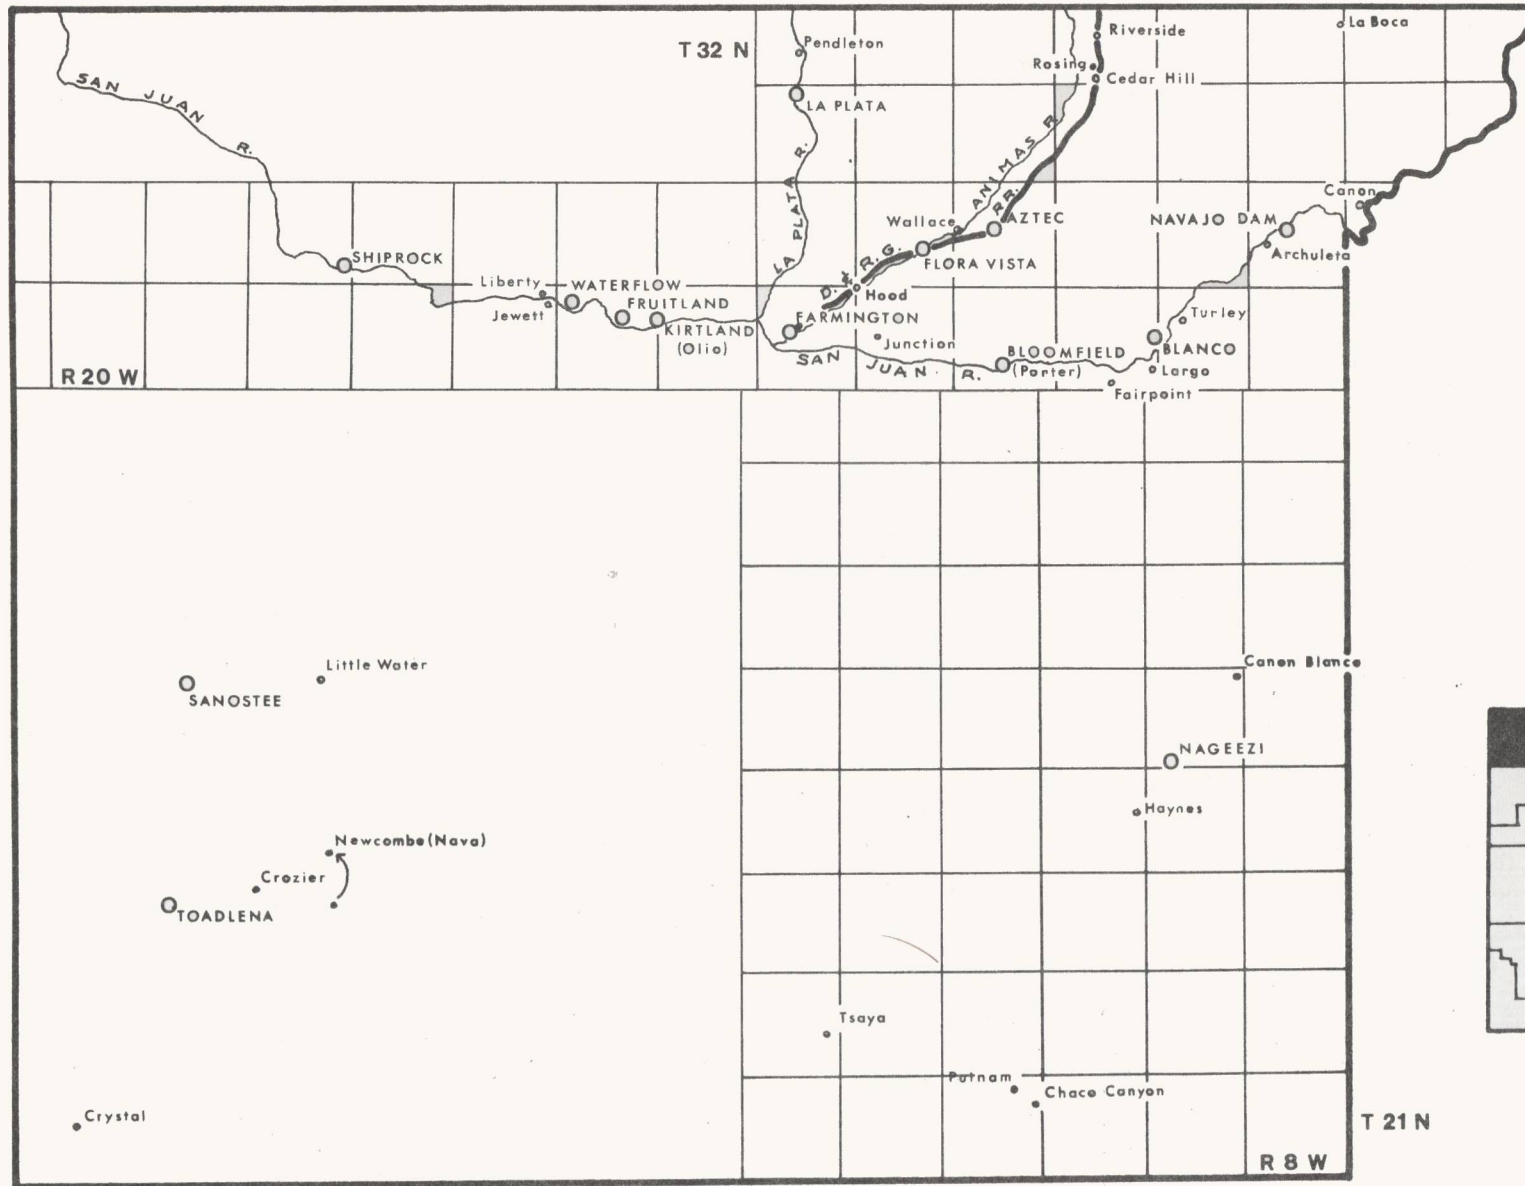 La Boca
Riverside
T 32 N
Pendleton
Rosing
Cedar Hill
SAN JUAN R.
LA PLATA
ANIMAS R.
LA PLATA R.
Canon
Wallace
AZTEC
NAVAJO DAM
D. & R. G. RR.
FLORA VISTA
Archuleta
SHIPROCK
Liberty
WATERFLOW
Hood
Jewett
FRUITLAND
FARMINGTON
Turley
KIRTLAND
(Olio)
Junction
BLANCO
BLOOMFIELD
(Porter)
SAN JUAN R.
Largo
R 20 W
Fairpoint
Little Water
Canon Blanco
SANOSTEE
NAGEEZI
Haynes
Newcombe(Nava)
Crozier
TOADLENA
Tsaya
Putnam
Chaco Canyon
Crystal
T 21 N
R 8 W